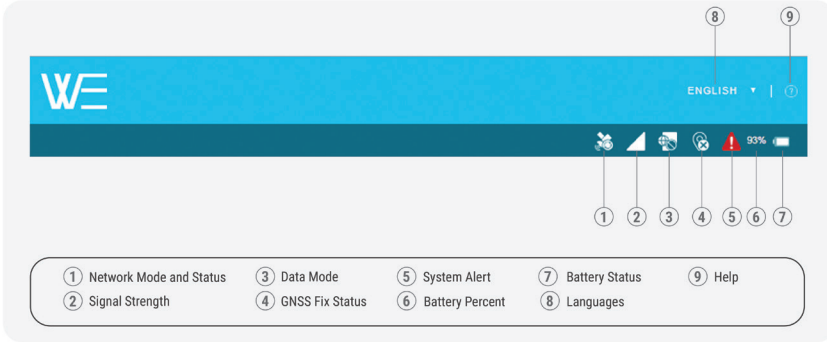 8 9
WE
ENGLISH ▼ | ?
93%
1 2 3 4 5 6 7
1 Network Mode and Status 3 Data Mode 5 System Alert 7 Battery Status 9 Help
2 Signal Strength 4 GNSS Fix Status 6 Battery Percent 8 Languages